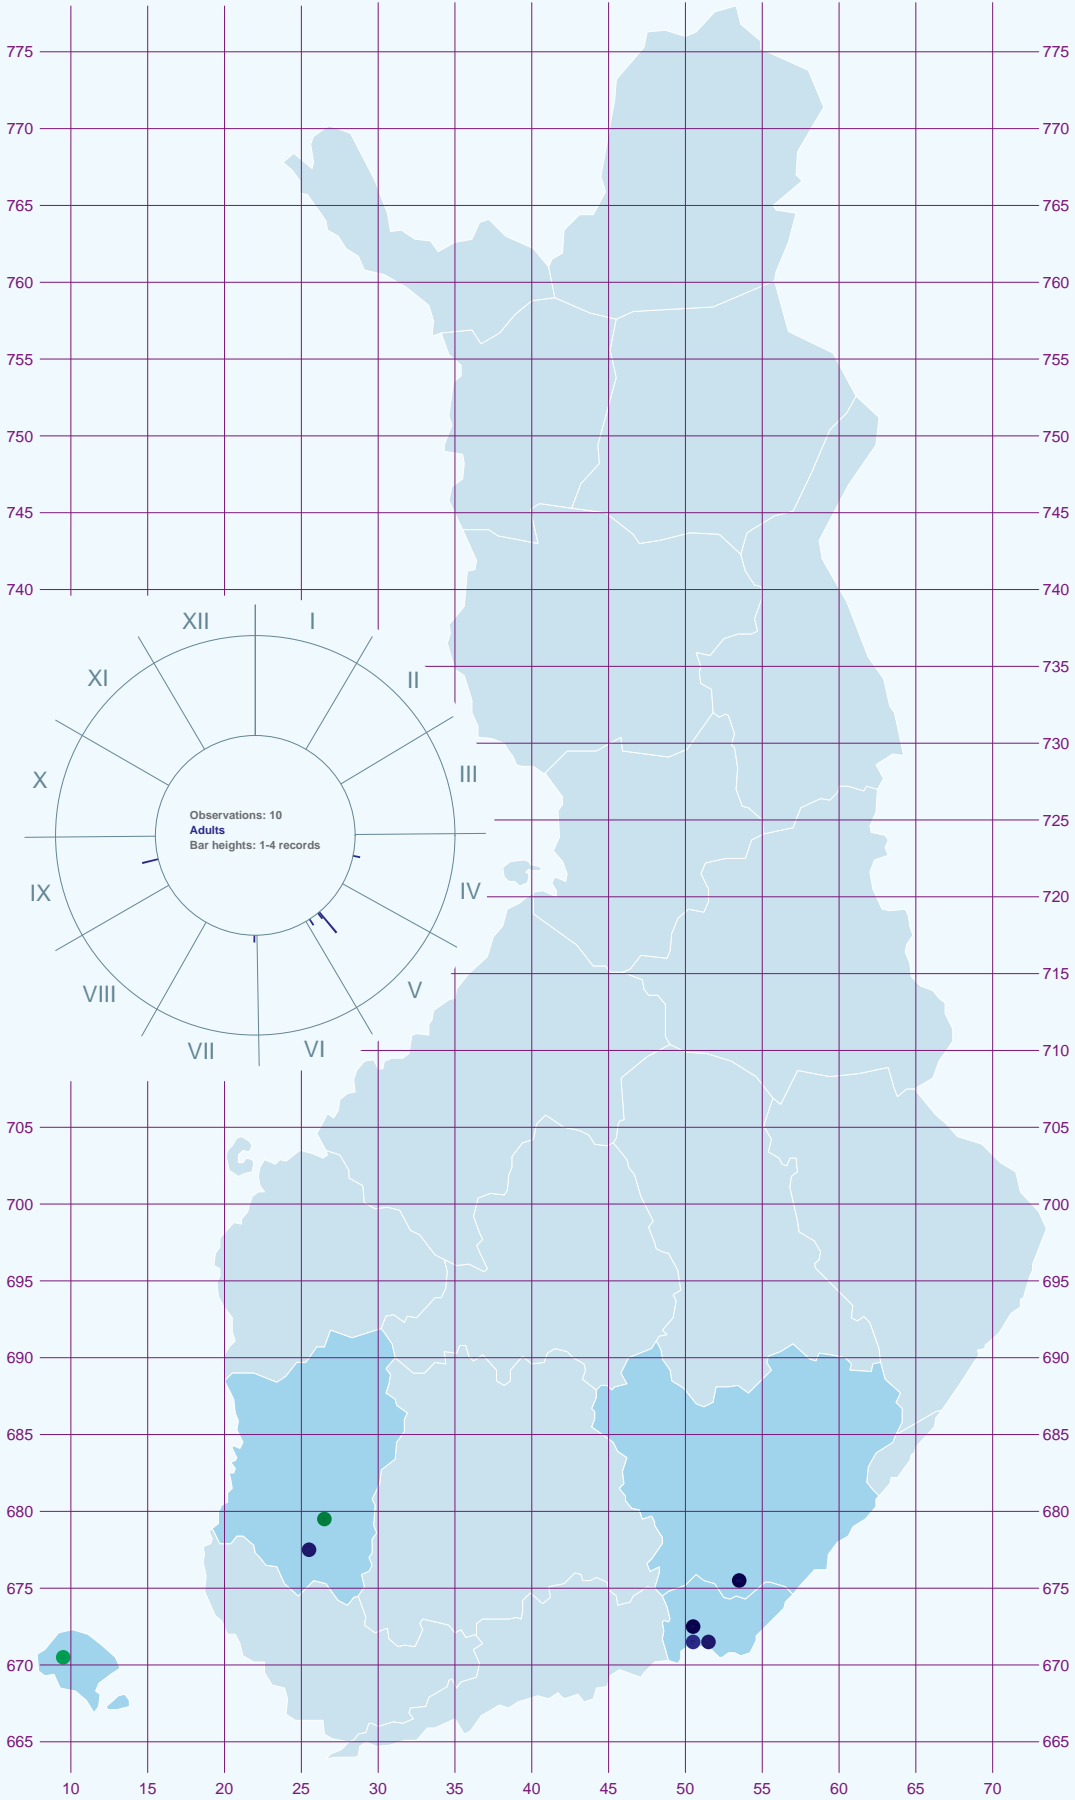 775 775
770 770
765 765
760 760
755 755
750 750
745 745
740 740
XII I
735
XI II
730
X III
Observations: 10
Adults
Bar heights: 1-4 records
725
IX IV
720
VIII V
715
VII VI
710
705 705
700 700
695 695
690 690
685 685
680 680
675 675
670 670
665 665
10 15 20 25 30 35 40 45 50 55 60 65 70